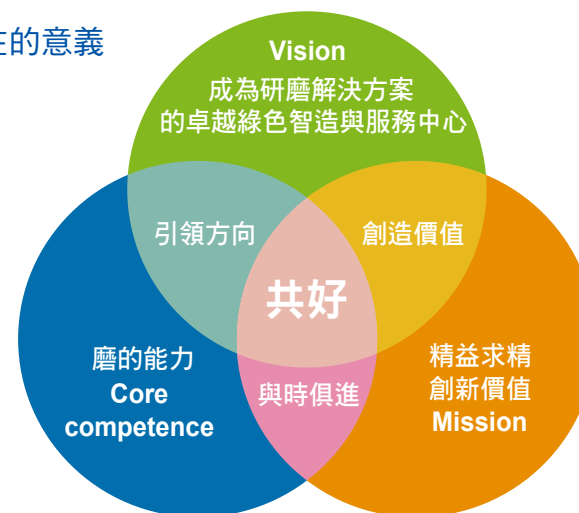 在的意義
Vision
成為研磨解決方案
的卓越綠色智造與服務中心
引領方向
創造價值
共好
磨的能力
Core
competence
與時俱進
精益求精
創新價值
Mission